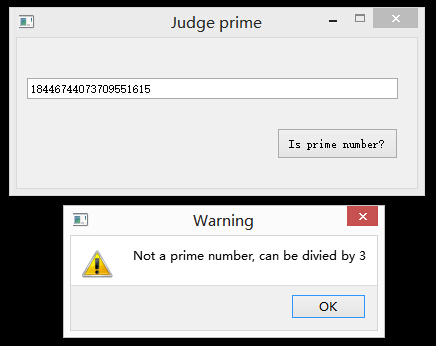 Judge prime
18446744073709551615
Is prime number?
Warning
Not a prime number, can be divied by 3
OK